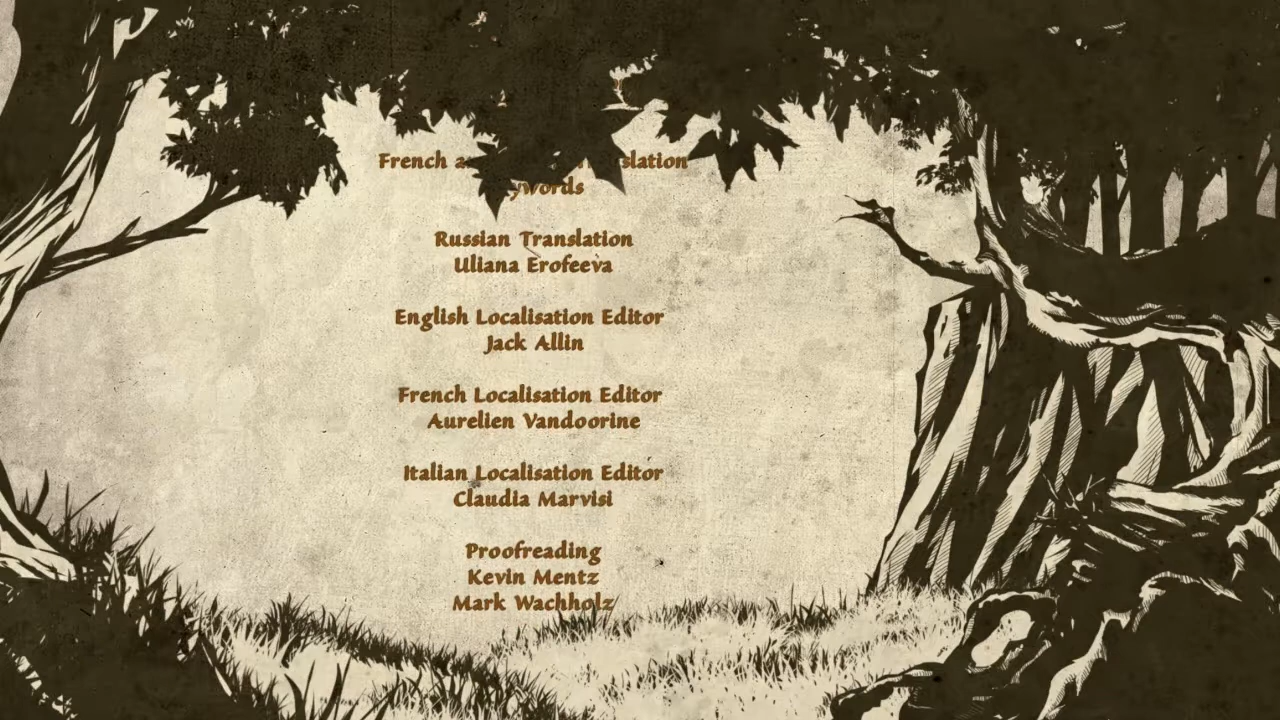 French
Russian Translation
Uliana Erofeeva
English Localisation Editor
Jack Allin
French Localisation Editor
Aurelien Vandoorine
Italian Localisation Editor
Claudia Marvisi
Proofreading
Kevin Mentz
Mark Wachholz